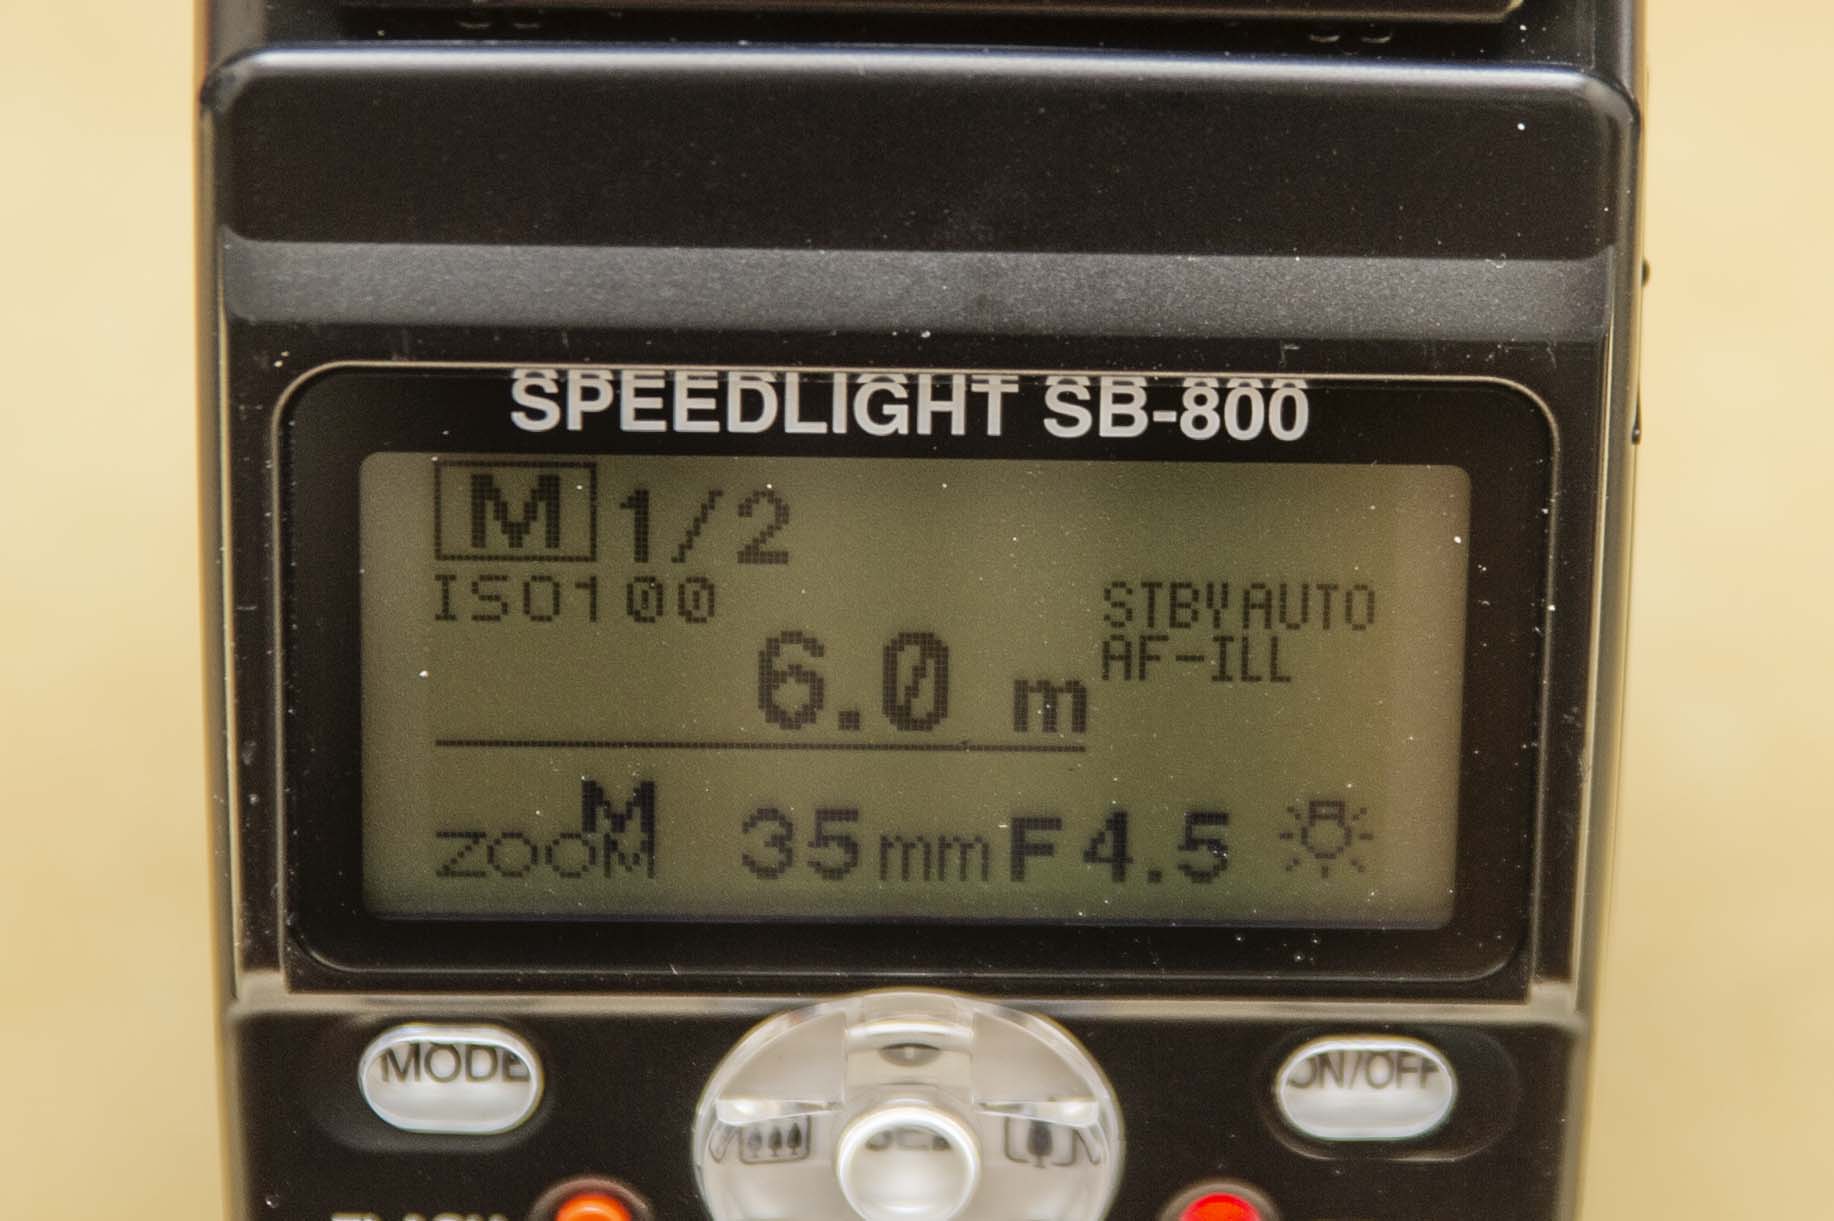 SPEEDLIGHT SB-800
M 1/2
ISO100
STBY AUTO
AF-ILL
6.0 m
M
ZOOM 35mm F4.5
MODE
ON/OFF